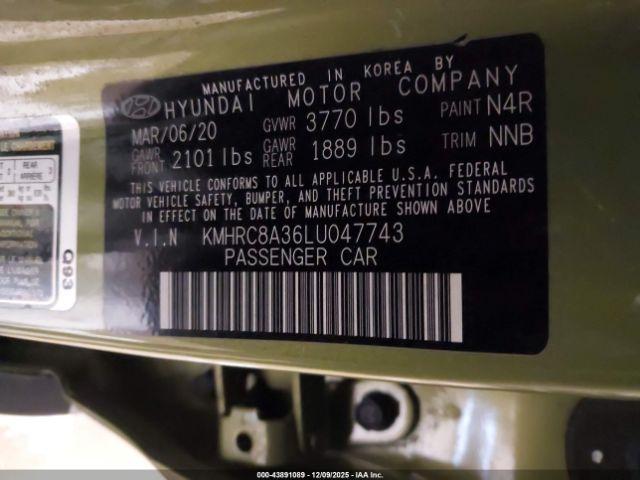 MANUFACTURED IN KOREA BY
HYUNDAI MOTOR COMPANY
MAR/06/20 GVWR 3770 lbs PAINT N4R
GAWR FRONT 2101 lbs GAWR REAR 1889 lbs TRIM NNB
THIS VEHICLE CONFORMS TO ALL APPLICABLE U.S.A. FEDERAL
MOTOR VEHICLE SAFETY, BUMPER, AND THEFT PREVENTION STANDARDS
IN EFFECT ON THE DATE OF MANUFACTURE SHOWN ABOVE.
V.I.N KMHRC8A36LU047743
PASSENGER CAR
REAR
ARRIÈRE
Q93
000-43891089 - 12/09/2025 - IAA Inc.